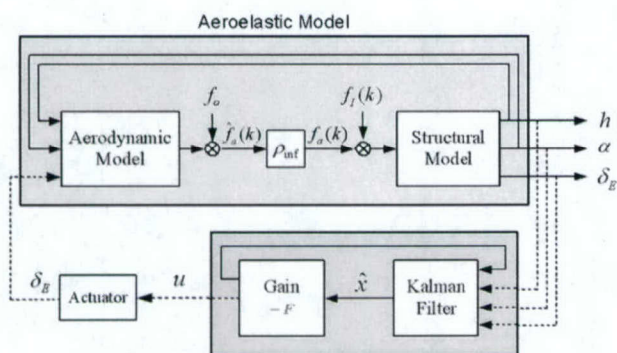 Aeroelastic Model
f_o
f_I(k)
Aerodynamic
Model
f̂_a(k)
ρ_inf
f_a(k)
Structural
Model
h
α
δ_E
δ_E
Actuator
u
Gain
-F
x̂
Kalman
Filter